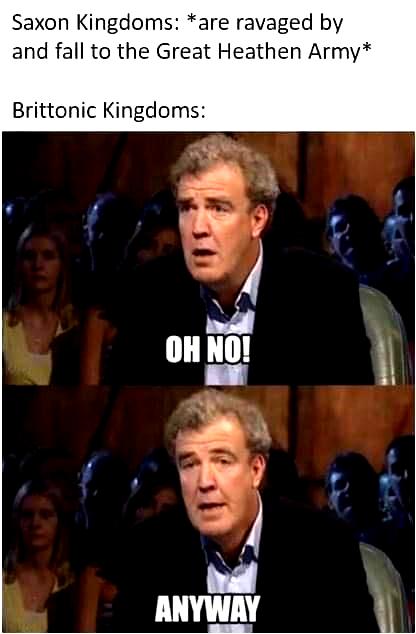 Saxon Kingdoms: *are ravaged by
and fall to the Great Heathen Army*
Brittonic Kingdoms:
OH NO!
ANYWAY